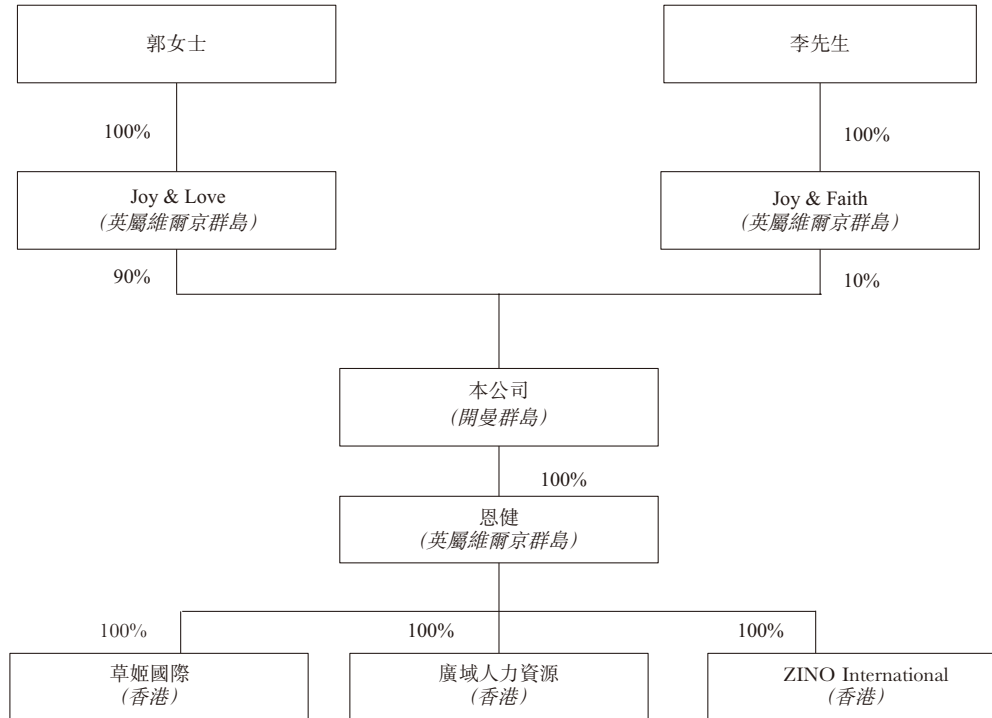 郭女士
李先生
100%
100%
Joy & Love
(英屬維爾京群島)
Joy & Faith
(英屬維爾京群島)
90%
10%
本公司
(開曼群島)
100%
恩健
(英屬維爾京群島)
100%
100%
100%
草姬國際
(香港)
廣域人力資源
(香港)
ZINO International
(香港)